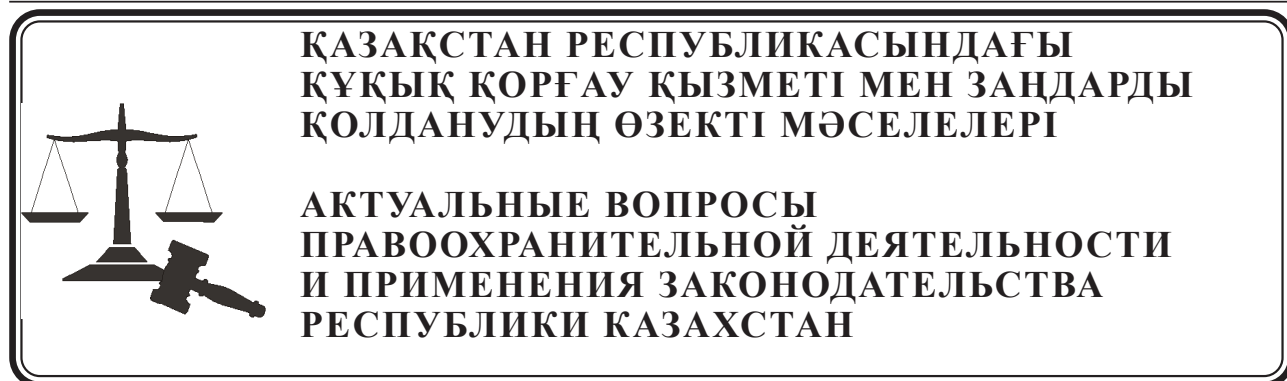 ҚАЗАҚСТАН РЕСПУБЛИКАСЫНДАҒЫ
ҚҰҚЫҚ ҚОРҒАУ ҚЫЗМЕТІ МЕН ЗАҢДАРДЫ
ҚОЛДАНУДЫҢ ӨЗЕКТІ МӘСЕЛЕЛЕРІ
АКТУАЛЬНЫЕ ВОПРОСЫ
ПРАВООХРАНИТЕЛЬНОЙ ДЕЯТЕЛЬНОСТИ
И ПРИМЕНЕНИЯ ЗАКОНОДАТЕЛЬСТВА
РЕСПУБЛИКИ КАЗАХСТАН